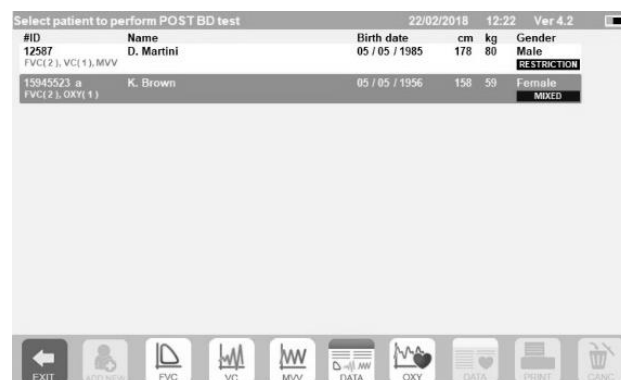 Select patient to perform POST BD test 22/02/2018 12:22 Ver 4.2
#ID Name Birth date cm kg Gender
12587 D. Martini 05 / 05 / 1985 178 80 Male
FVC( 2 ), VC( 1 ), MVV RESTRICTION
15945523 a K. Brown 05 / 05 / 1956 158 59 Female
FVC( 2 ), OXY( 1 ) MIXED
EXIT ADD NEW FVC VC MVV DATA OXY DATA PRINT CANC